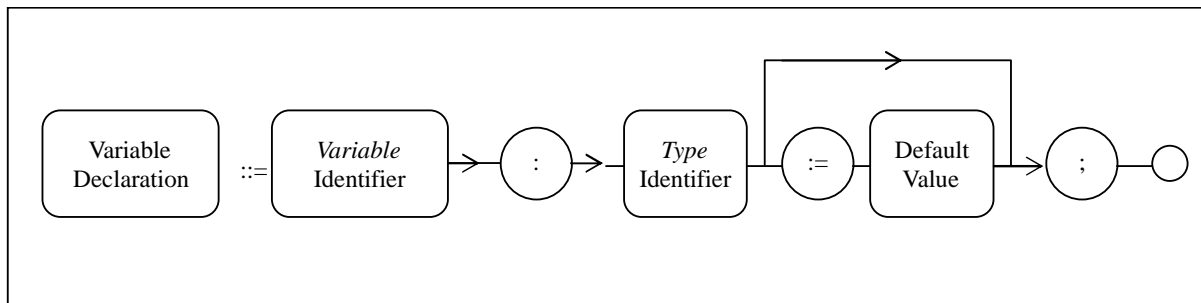 Variable
Declaration
::=
Variable
Identifier
:
Type
Identifier
:=
Default
Value
;